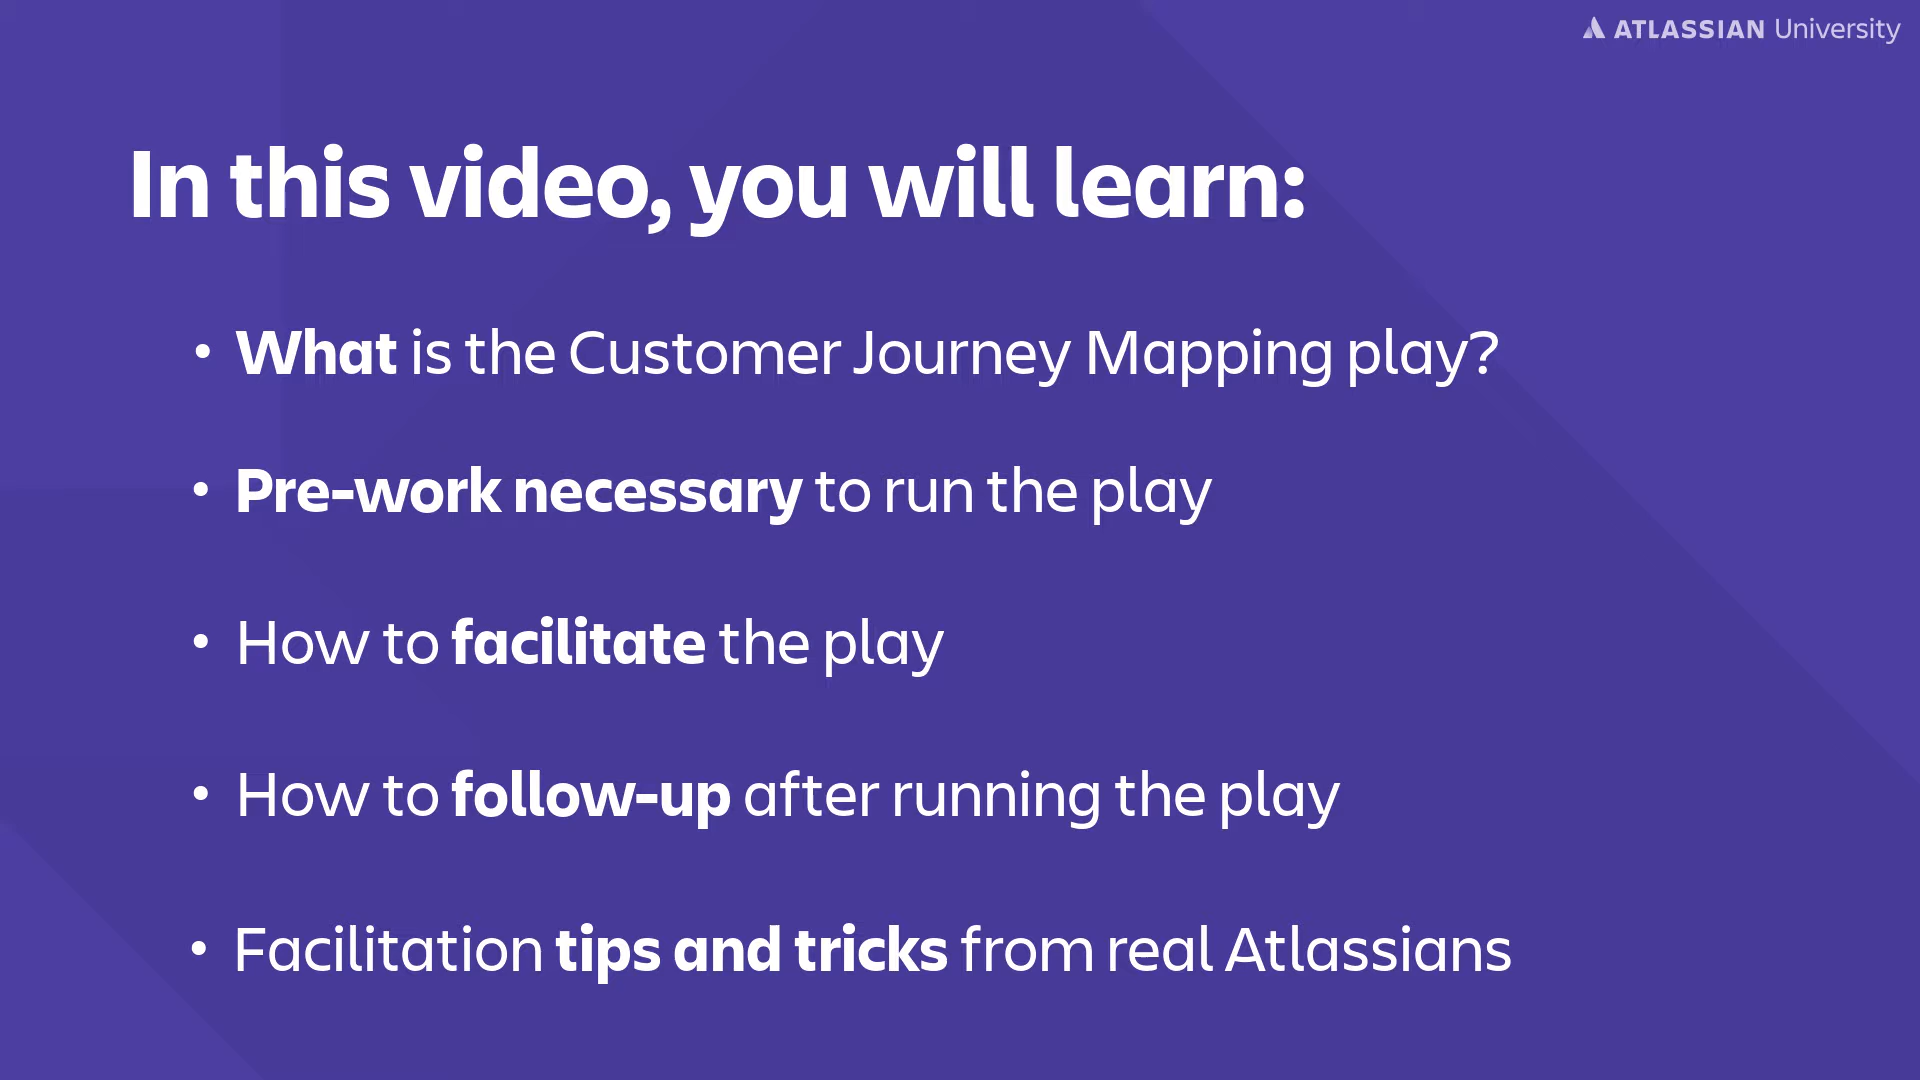 ATLASSIAN University
In this video, you will learn:
• What is the Customer Journey Mapping play?
• Pre-work necessary to run the play
• How to facilitate the play
• How to follow-up after running the play
• Facilitation tips and tricks from real Atlassians